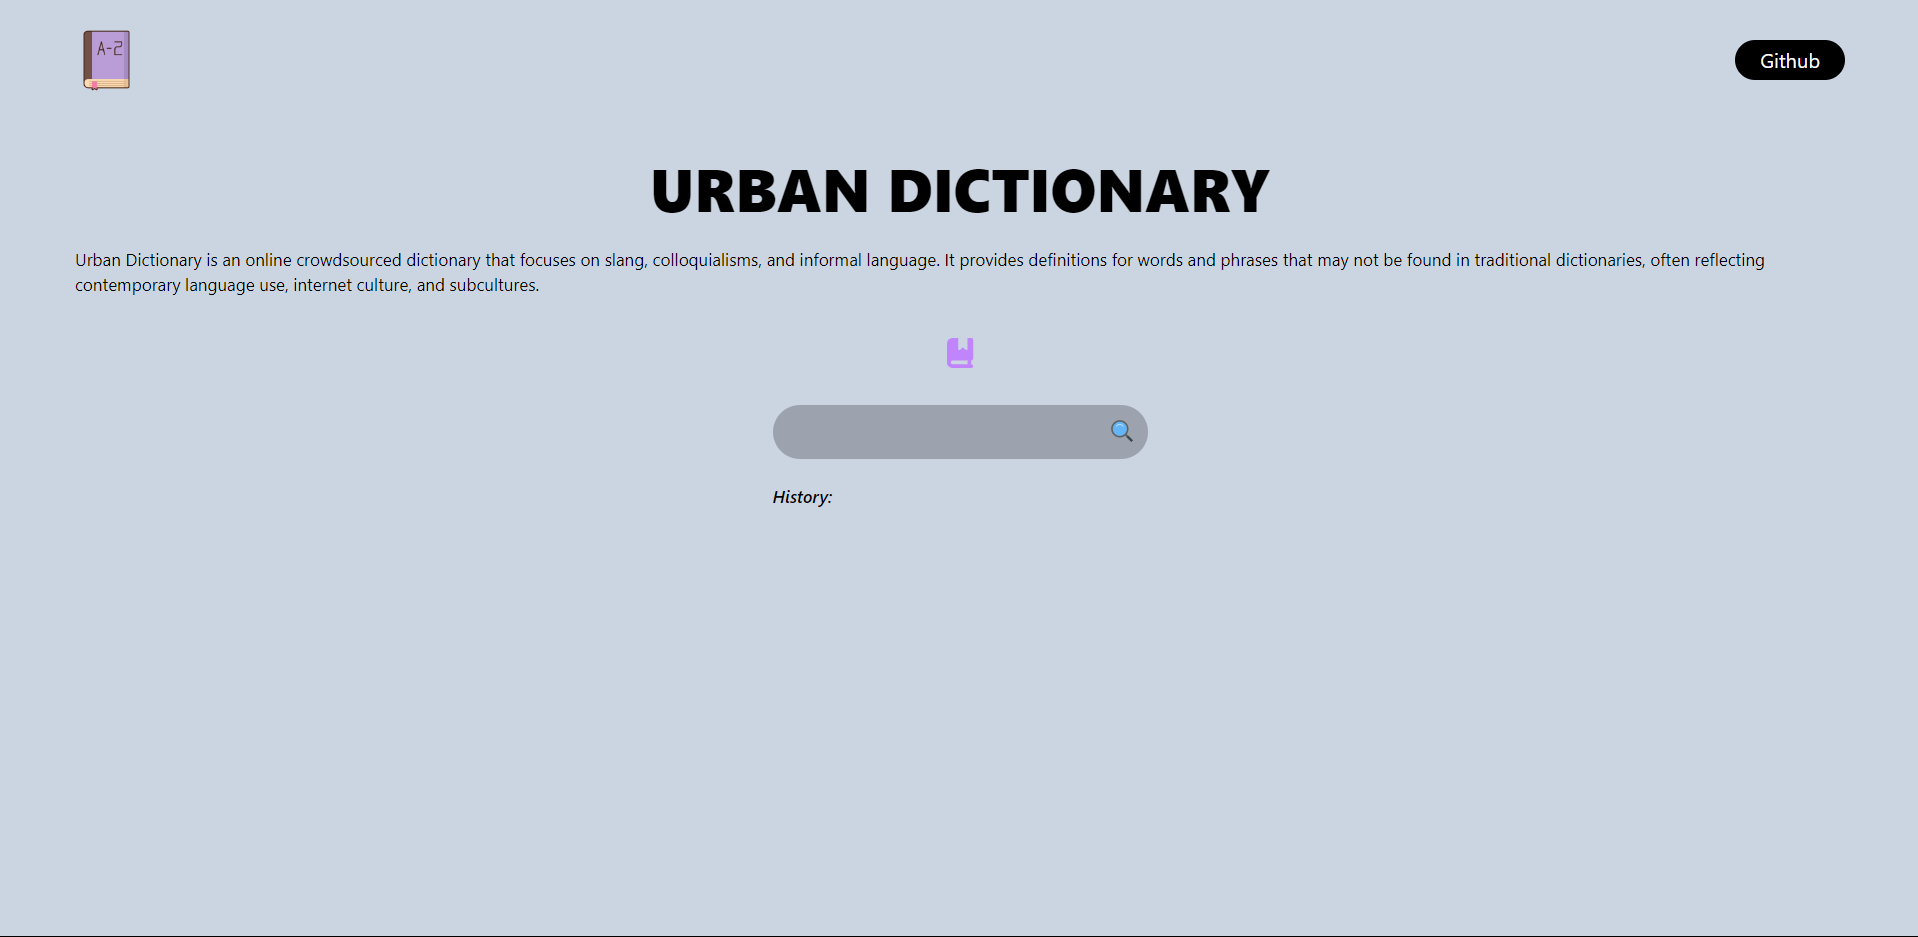 A-Z
Github
URBAN DICTIONARY
Urban Dictionary is an online crowdsourced dictionary that focuses on slang, colloquialisms, and informal language. It provides definitions for words and phrases that may not be found in traditional dictionaries, often reflecting
contemporary language use, internet culture, and subcultures.
History: